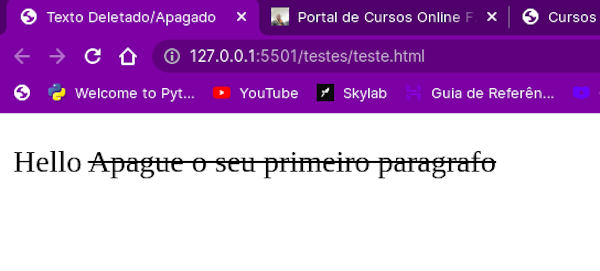 Texto Deletado/Apagado Portal de Cursos Online F Cursos
127.0.0.1:5501/testes/teste.html
Welcome to Pyt... YouTube Skylab Guia de Referên...
Hello Apague o seu primeiro paragrafo